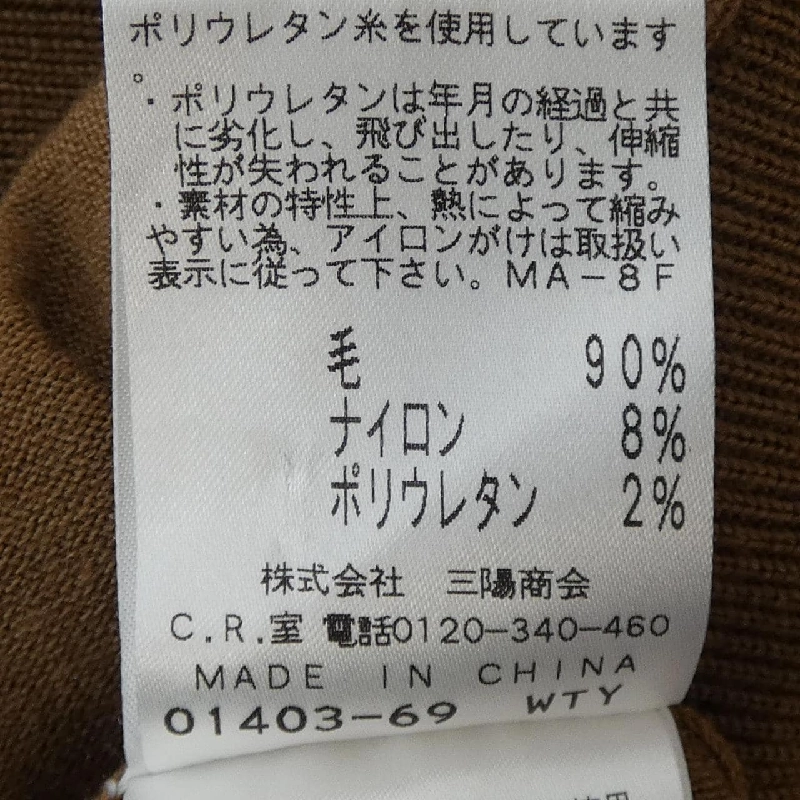 ポリウレタン糸を使用しています
。
・ポリウレタンは年月の経過と共
に劣化し、飛び出したり、伸縮
性が失われることがあります。
・素材の特性上、熱によって縮み
やすい為、アイロンがけは取扱い
表示に従って下さい。MA-8F
毛 90%
ナイロン 8%
ポリウレタン 2%
株式会社 三陽商会
C.R.室 電話0120-340-460
MADE IN CHINA
01403-69 WTY